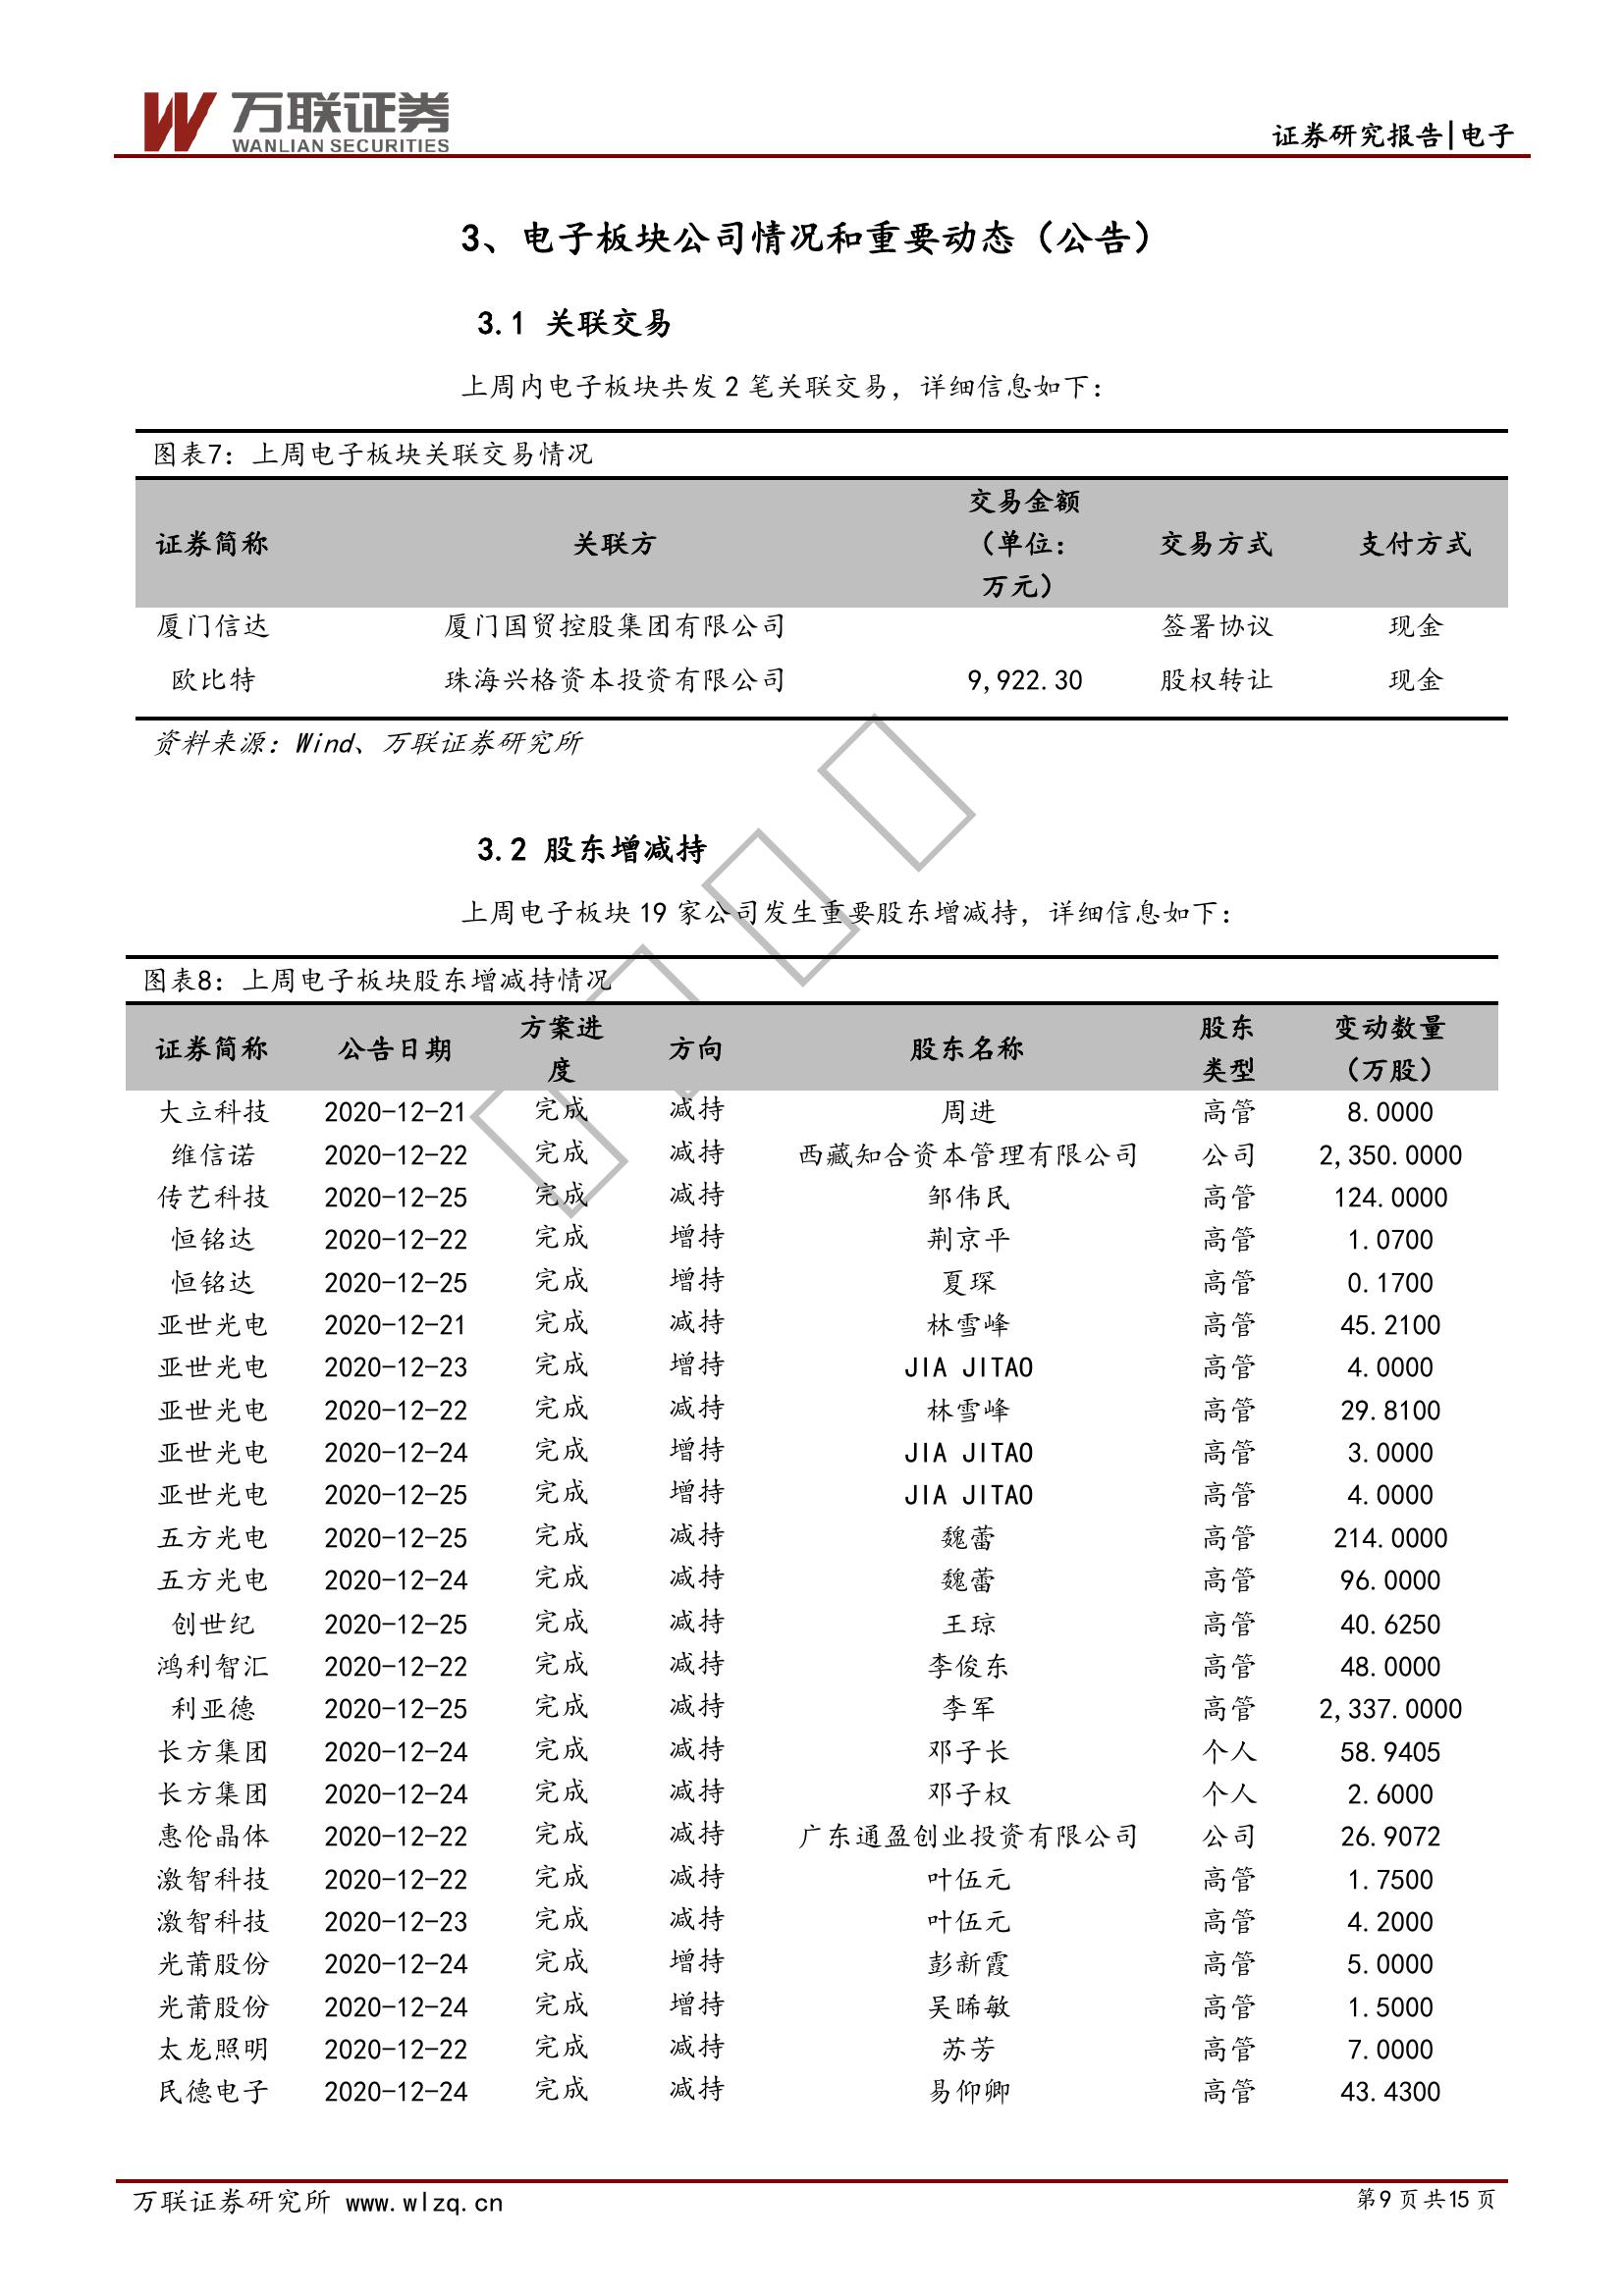 万联证券
WANLIAN SECURITIES
证券研究报告|电子
3、电子板块公司情况和重要动态（公告）
3.1 关联交易
上周内电子板块共发 2 笔关联交易，详细信息如下：
图表7：上周电子板块关联交易情况
证券简称 关联方 交易金额（单位：万元） 交易方式 支付方式
厦门信达 厦门国贸控股集团有限公司 签署协议 现金
欧比特 珠海兴格资本投资有限公司 9,922.30 股权转让 现金
资料来源：Wind、万联证券研究所
3.2 股东增减持
上周电子板块 19 家公司发生重要股东增减持，详细信息如下：
图表8：上周电子板块股东增减持情况
证券简称 公告日期 方案进度 方向 股东名称 股东类型 变动数量（万股）
大立科技 2020-12-21 完成 减持 周进 高管 8.0000
维信诺 2020-12-22 完成 减持 西藏知合资本管理有限公司 公司 2,350.0000
传艺科技 2020-12-25 完成 减持 邹伟民 高管 124.0000
恒铭达 2020-12-22 完成 增持 荆京平 高管 1.0700
恒铭达 2020-12-25 完成 增持 夏琛 高管 0.1700
亚世光电 2020-12-21 完成 减持 林雪峰 高管 45.2100
亚世光电 2020-12-23 完成 增持 JIA JITAO 高管 4.0000
亚世光电 2020-12-22 完成 减持 林雪峰 高管 29.8100
亚世光电 2020-12-24 完成 增持 JIA JITAO 高管 3.0000
亚世光电 2020-12-25 完成 增持 JIA JITAO 高管 4.0000
五方光电 2020-12-25 完成 减持 魏蕾 高管 214.0000
五方光电 2020-12-24 完成 减持 魏蕾 高管 96.0000
创世纪 2020-12-25 完成 减持 王琼 高管 40.6250
鸿利智汇 2020-12-22 完成 减持 李俊东 高管 48.0000
利亚德 2020-12-25 完成 减持 李军 高管 2,337.0000
长方集团 2020-12-24 完成 减持 邓子长 个人 58.9405
长方集团 2020-12-24 完成 减持 邓子权 个人 2.6000
惠伦晶体 2020-12-22 完成 减持 广东通盈创业投资有限公司 公司 26.9072
激智科技 2020-12-22 完成 减持 叶伍元 高管 1.7500
激智科技 2020-12-23 完成 减持 叶伍元 高管 4.2000
光莆股份 2020-12-24 完成 增持 彭新霞 高管 5.0000
光莆股份 2020-12-24 完成 增持 吴晞敏 高管 1.5000
太龙照明 2020-12-22 完成 减持 苏芳 高管 7.0000
民德电子 2020-12-24 完成 减持 易仰卿 高管 43.4300
万联证券研究所 www.wlzq.cn
第9页共15页